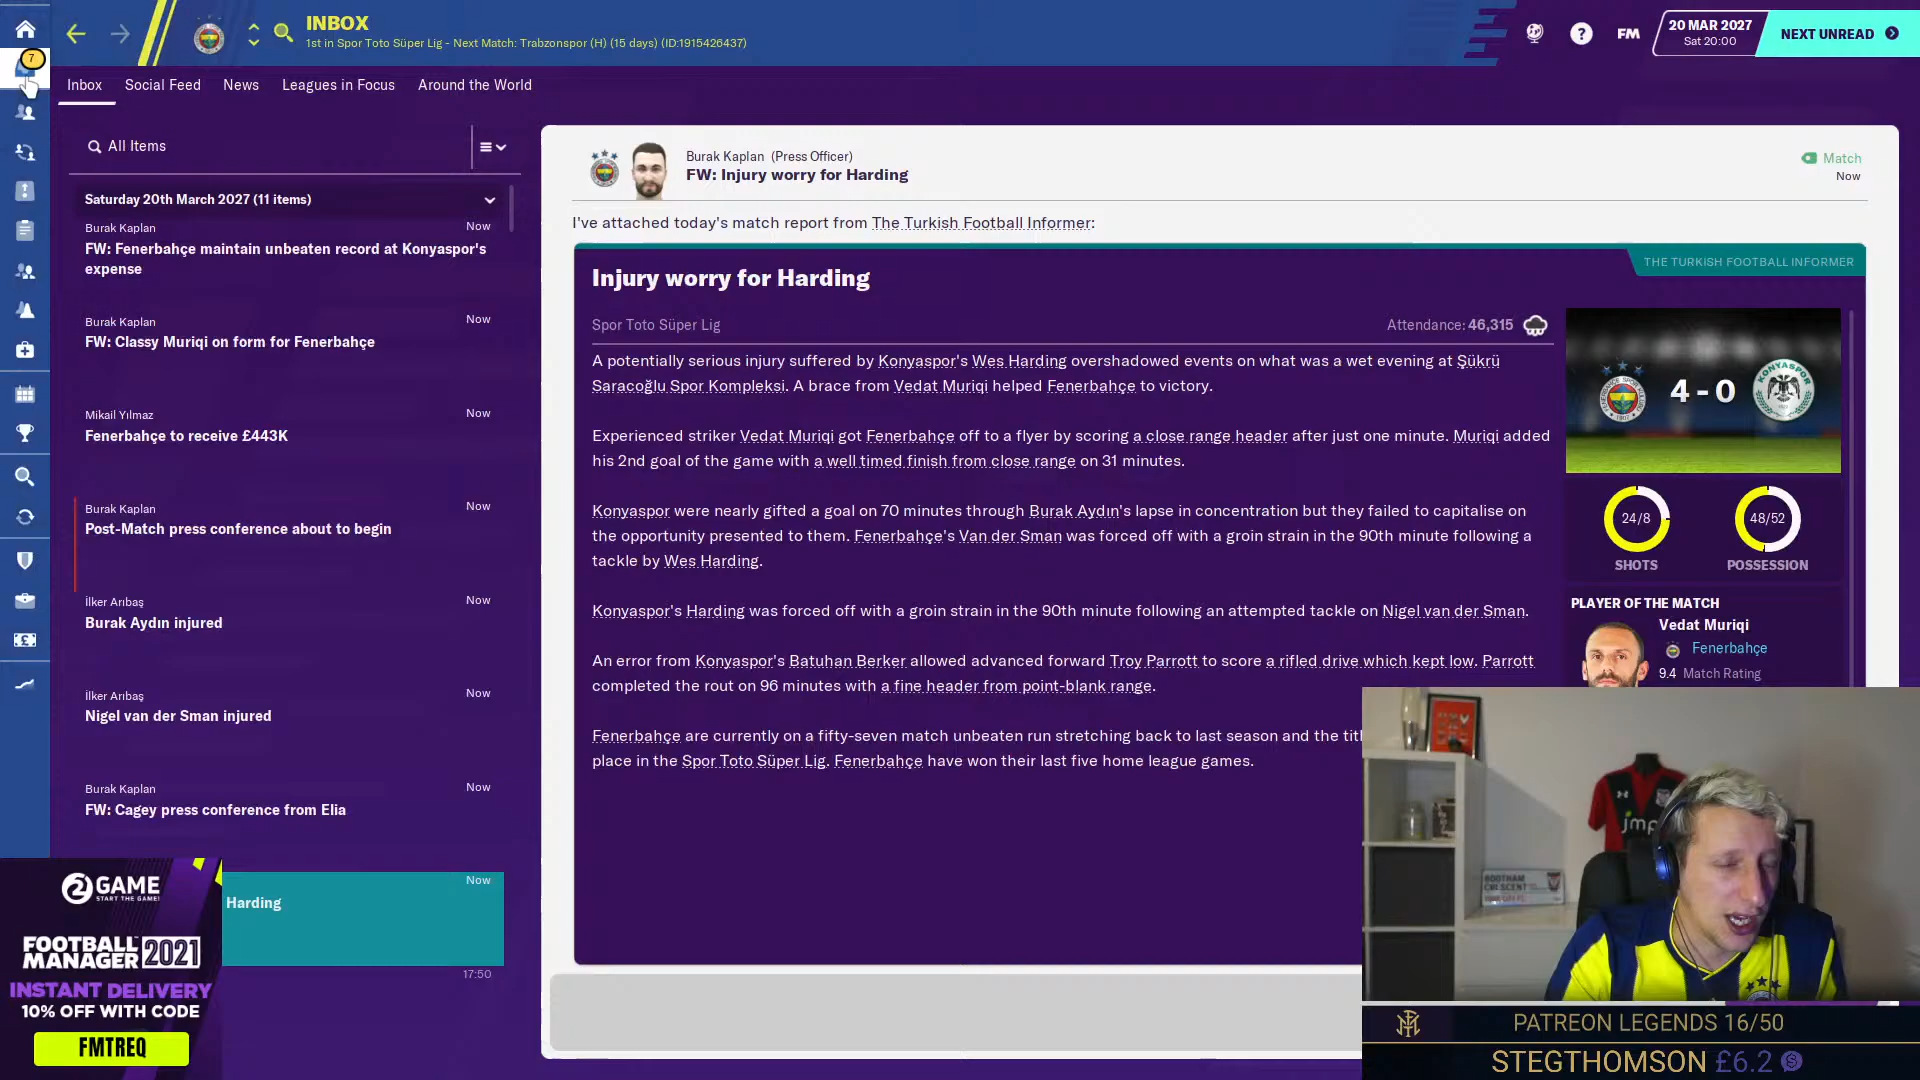 INBOX
1st in Spor Toto Süper Lig - Next Match: Trabzonspor (H) (15 days) (ID:1915426437)
?
FM
20 MAR 2027
Sat 20:00
NEXT UNREAD
7
Inbox
Social Feed
News
Leagues in Focus
Around the World
All Items
Saturday 20th March 2027 (11 items)
Burak Kaplan
Now
FW: Fenerbahçe maintain unbeaten record at Konyaspor's
expense
Burak Kaplan
Now
FW: Classy Muriqi on form for Fenerbahçe
Mikail Yılmaz
Now
Fenerbahçe to receive £443K
Burak Kaplan
Now
Post-Match press conference about to begin
İlker Arıbaş
Now
Burak Aydın injured
İlker Arıbaş
Now
Nigel van der Sman injured
Burak Kaplan
Now
FW: Cagey press conference from Elia
Now
Harding
17:50
2GAME
START THE GAME!
FOOTBALL
MANAGER 2021
INSTANT DELIVERY
10% OFF WITH CODE
FMTREQ
Burak Kaplan (Press Officer)
FW: Injury worry for Harding
Match
Now
I've attached today's match report from The Turkish Football Informer:
THE TURKISH FOOTBALL INFORMER
Injury worry for Harding
Spor Toto Süper Lig
Attendance: 46,315
A potentially serious injury suffered by Konyaspor's Wes Harding overshadowed events on what was a wet evening at Şükrü
Saracoğlu Spor Kompleksi. A brace from Vedat Muriqi helped Fenerbahçe to victory.
Experienced striker Vedat Muriqi got Fenerbahçe off to a flyer by scoring a close range header after just one minute. Muriqi added
his 2nd goal of the game with a well timed finish from close range on 31 minutes.
Konyaspor were nearly gifted a goal on 70 minutes through Burak Aydın's lapse in concentration but they failed to capitalise on
the opportunity presented to them. Fenerbahçe's Van der Sman was forced off with a groin strain in the 90th minute following a
tackle by Wes Harding.
Konyaspor's Harding was forced off with a groin strain in the 90th minute following an attempted tackle on Nigel van der Sman.
An error from Konyaspor's Batuhan Berker allowed advanced forward Troy Parrott to score a rifled drive which kept low. Parrott
completed the rout on 96 minutes with a fine header from point-blank range.
Fenerbahçe are currently on a fifty-seven match unbeaten run stretching back to last season and the titl
place in the Spor Toto Süper Lig. Fenerbahçe have won their last five home league games.
4 - 0
24/8
SHOTS
48/52
POSSESSION
PLAYER OF THE MATCH
Vedat Muriqi
Fenerbahçe
9.4 Match Rating
jmp
BOOTHAM
CRESCENT
PATREON LEGENDS 16/50
STEGTHOMSON £6.2